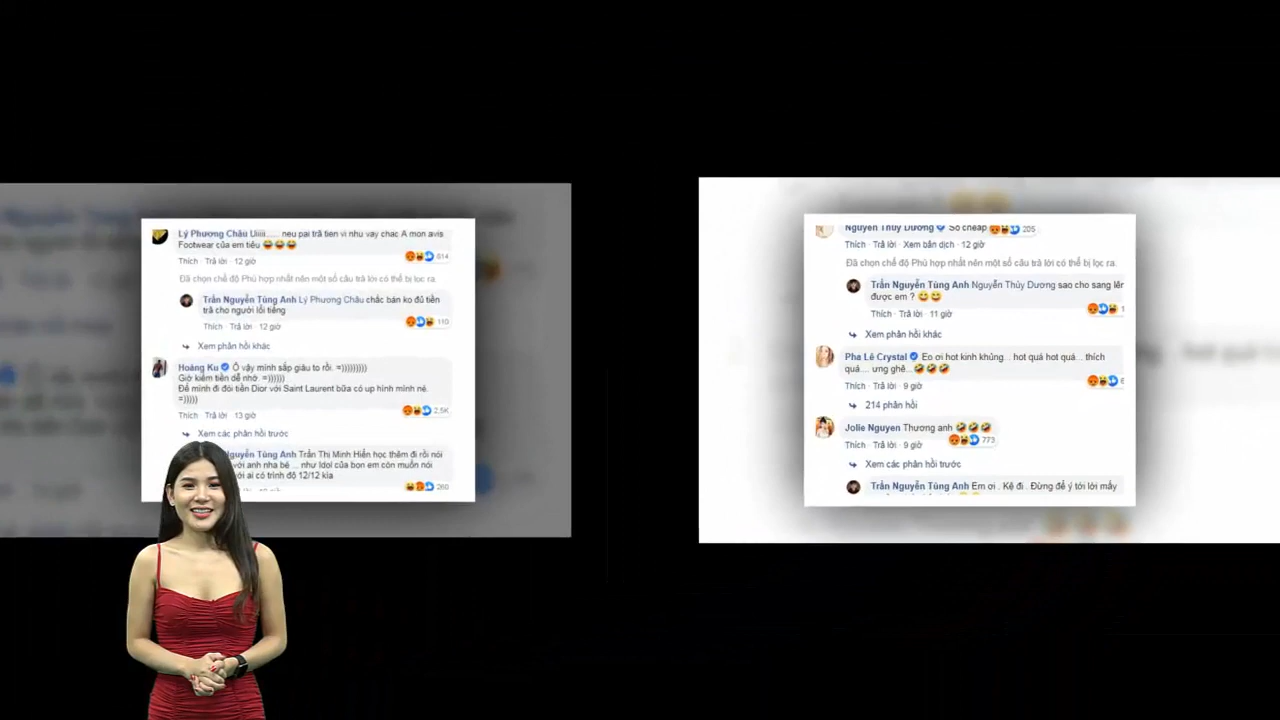 Lý Phương Châu Uiiii..... neu pai trả tien vi nhu vay chac A mon avis
Footwear của em tiêu
Thích · Trả lời · 12 giờ
614
Đã chọn chế độ Phù hợp nhất nên một số câu trả lời có thể bị lọc ra.
Trần Nguyễn Tùng Anh Lý Phương Châu chắc bán ko đủ tiền
trả cho người lỗi tiếng
Thích · Trả lời · 12 giờ
110
Xem phản hồi khác
Hoàng Ku Ồ vậy mình sắp giàu to rồi. =)))))))))
Giờ kiếm tiền dễ nhờ. =))))))
Để mình đi đòi tiền Dior với Saint Laurent bữa có up hình mình nè.
=)))))
Thích · Trả lời · 13 giờ
2,5K
Xem các phản hồi trước
guyễn Tùng Anh Trần Thị Minh Hiền học thêm đi rồi nói
với anh nha bê ... như Idol của bọn em còn muốn nói
với ai có trình độ 12/12 kia
260
Nguyễn Thùy Dương So cheap
205
Thích · Trả lời · Xem bản dịch · 12 giờ
Đã chọn chế độ Phù hợp nhất nên một số câu trả lời có thể bị lọc ra.
Trần Nguyễn Tùng Anh Nguyễn Thùy Dương sao cho sang lên
được em ?
1
Thích · Trả lời · 11 giờ
Xem phản hồi khác
Pha Lê Crystal Eo ơi hot kinh khủng... hot quá hot quá... thích
quá.... ưng ghê...
6
Thích · Trả lời · 9 giờ
214 phản hồi
Jolie Nguyen Thương anh
773
Thích · Trả lời · 9 giờ
Xem các phản hồi trước
Trần Nguyễn Tùng Anh Em ơi . Kệ đi . Đừng để ý tới lời mấy